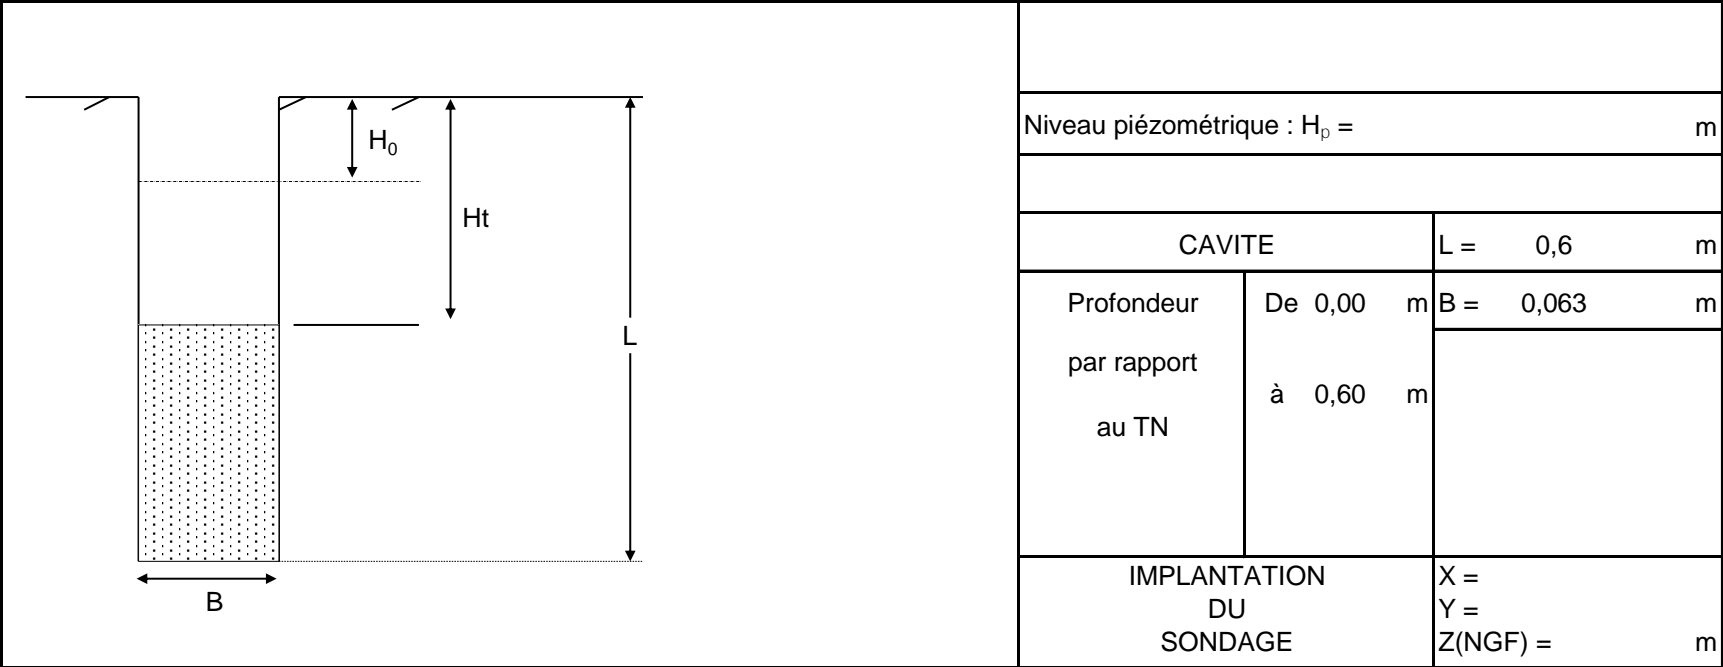 H₀
Ht
L
B
Niveau piézométrique : Hₚ = m
CAVITE
L = 0,6 m
Profondeur
par rapport
au TN
De 0,00 m
à 0,60 m
B = 0,063 m
IMPLANTATION
DU
SONDAGE
X =
Y =
Z(NGF) = m